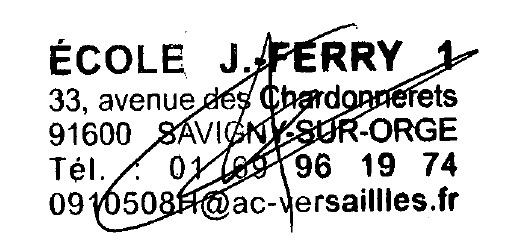 ÉCOLE J.-FERRY 1
33, avenue des Chardonnerets
91600 SAVIGNY-SUR-ORGE
Tél. : 01 69 96 19 74
0910508H@ac-versaillles.fr